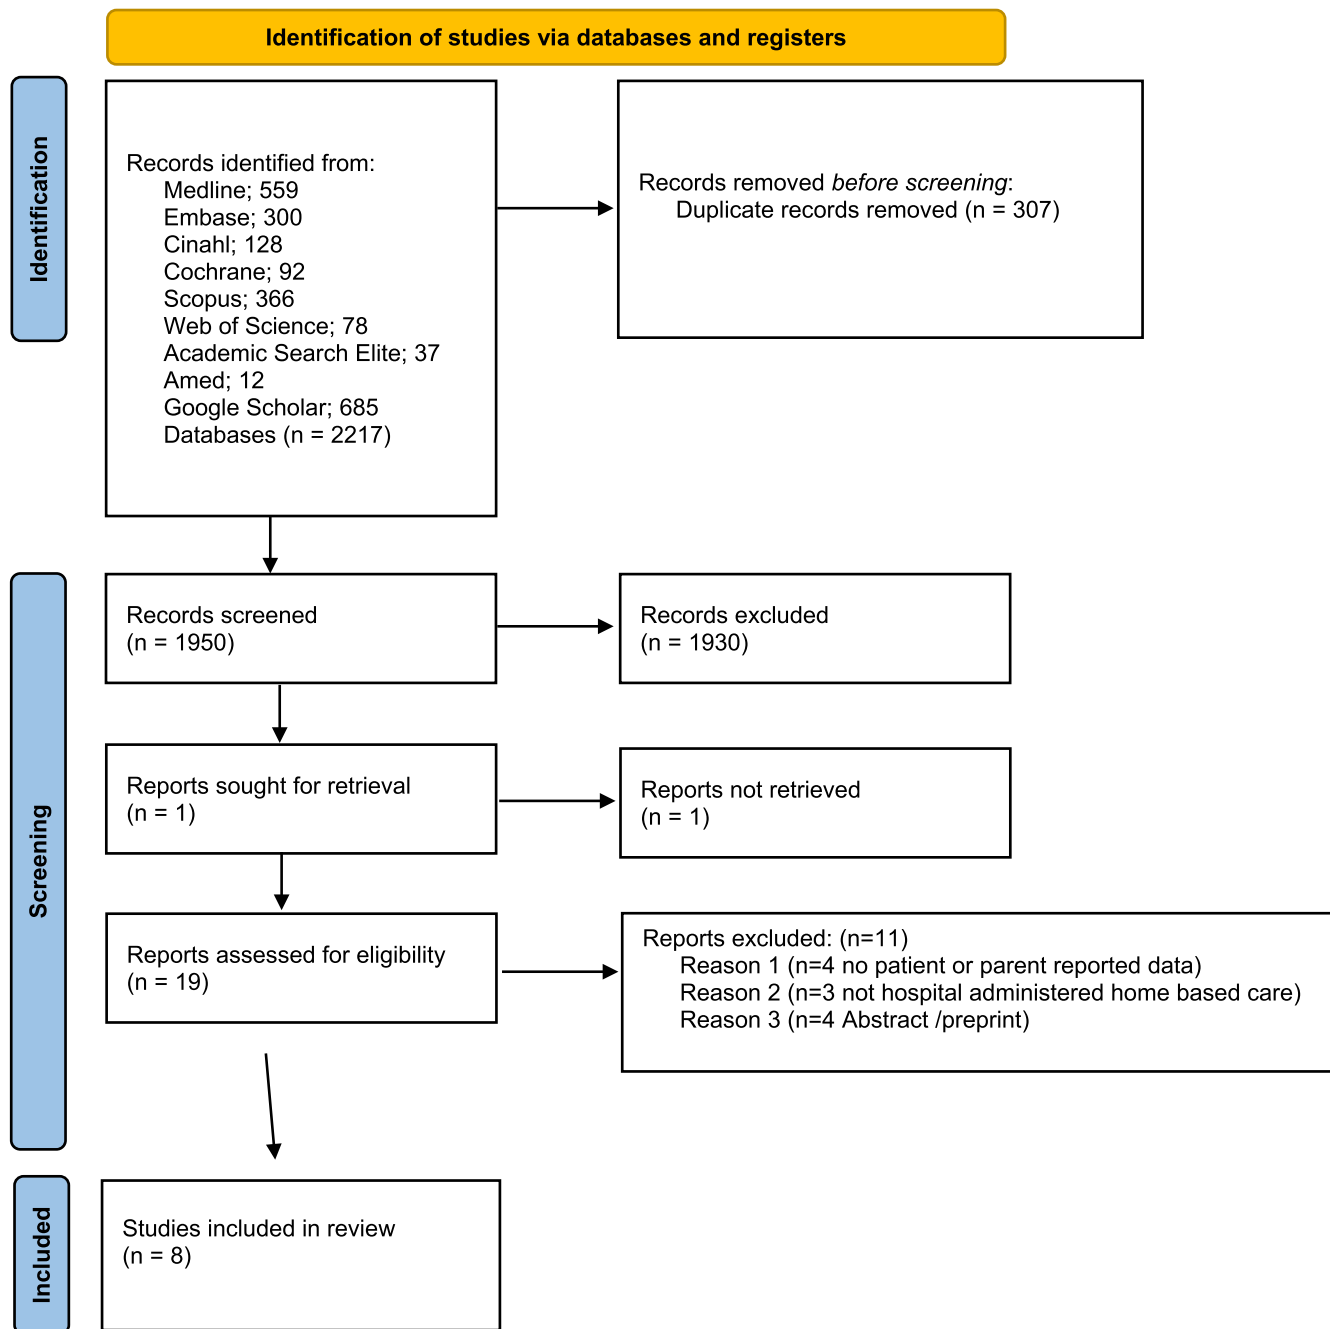 Identification of studies via databases and registers
Identification
Records identified from:
Medline; 559
Embase; 300
Cinahl; 128
Cochrane; 92
Scopus; 366
Web of Science; 78
Academic Search Elite; 37
Amed; 12
Google Scholar; 685
Databases (n = 2217)
Records removed before screening:
Duplicate records removed (n = 307)
Screening
Records screened
(n = 1950)
Records excluded
(n = 1930)
Reports sought for retrieval
(n = 1)
Reports not retrieved
(n = 1)
Reports assessed for eligibility
(n = 19)
Reports excluded: (n=11)
Reason 1 (n=4 no patient or parent reported data)
Reason 2 (n=3 not hospital administered home based care)
Reason 3 (n=4 Abstract /preprint)
Included
Studies included in review
(n = 8)